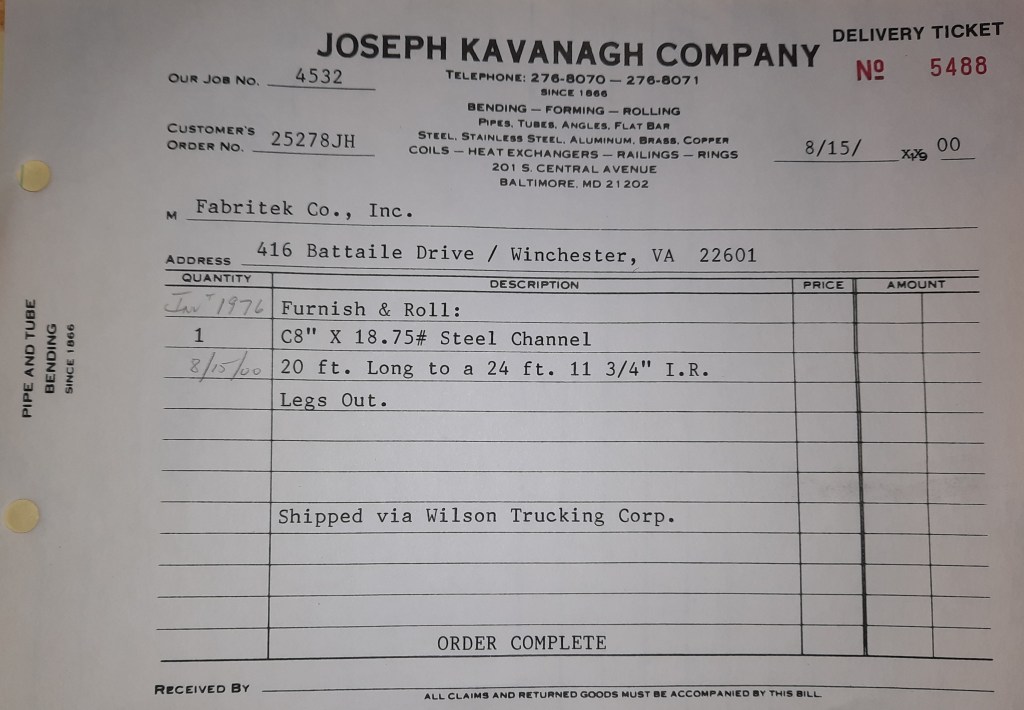 DELIVERY TICKET
JOSEPH KAVANAGH COMPANY
Nº 5488
OUR JOB NO. 4532
TELEPHONE: 276-8070 — 276-8071
SINCE 1866
BENDING — FORMING — ROLLING
PIPES, TUBES, ANGLES, FLAT BAR
CUSTOMER'S
ORDER NO. 25278JH
STEEL, STAINLESS STEEL, ALUMINUM, BRASS, COPPER
COILS — HEAT EXCHANGERS — RAILINGS — RINGS
8/15/ 00
201 S. CENTRAL AVENUE
BALTIMORE, MD 21202
M Fabritek Co., Inc.
ADDRESS 416 Battaile Drive / Winchester, VA 22601
QUANTITY DESCRIPTION PRICE AMOUNT
1976 Furnish & Roll:
1 C8" X 18.75# Steel Channel
8/15/00 20 ft. Long to a 24 ft. 11 3/4" I.R.
Legs Out.
Shipped via Wilson Trucking Corp.
ORDER COMPLETE
RECEIVED BY
ALL CLAIMS AND RETURNED GOODS MUST BE ACCOMPANIED BY THIS BILL
PIPE AND TUBE
BENDING
SINCE 1866